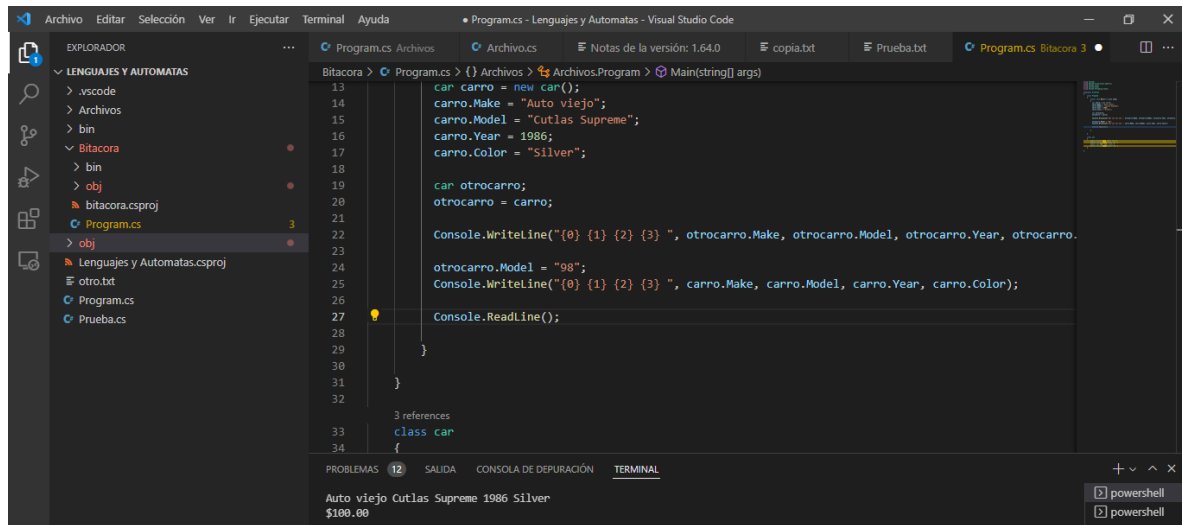 Archivo Editar Selección Ver Ir Ejecutar Terminal Ayuda ● Program.cs - Lenguajes y Automatas - Visual Studio Code
EXPLORADOR ...
LENGUAJES Y AUTOMATAS
> .vscode
> Archivos
> bin
Bitacora
> bin
> obj
bitacora.csproj
Program.cs 3
> obj
Lenguajes y Automatas.csproj
otro.txt
Program.cs
Prueba.cs
1
Program.cs Archivos Archivo.cs Notas de la versión: 1.64.0 copia.txt Prueba.txt Program.cs Bitacora 3 ●
Bitacora > Program.cs > {} Archivos > Archivos.Program > Main(string[] args)
13 car carro = new car();
14 carro.Make = "Auto viejo";
15 carro.Model = "Cutlas Supreme";
16 carro.Year = 1986;
17 carro.Color = "Silver";
18
19 car otrocarro;
20 otrocarro = carro;
21
22 Console.WriteLine("{0} {1} {2} {3} ", otrocarro.Make, otrocarro.Model, otrocarro.Year, otrocarro.
23
24 otrocarro.Model = "98";
25 Console.WriteLine("{0} {1} {2} {3} ", carro.Make, carro.Model, carro.Year, carro.Color);
26
27 Console.ReadLine();
28
29 }
30
31 }
32
3 references
33 class car
34 {
PROBLEMAS 12 SALIDA CONSOLA DE DEPURACIÓN TERMINAL
Auto viejo Cutlas Supreme 1986 Silver
$100.00
powershell
powershell